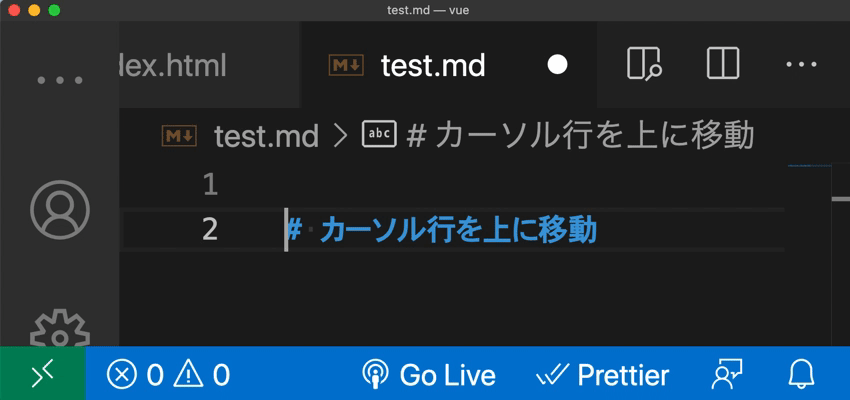 test.md — vue
dex.html
M↓ test.md
M↓ test.md > abc # カーソル行を上に移動
1
2 # カーソル行を上に移動
0 0 Go Live Prettier